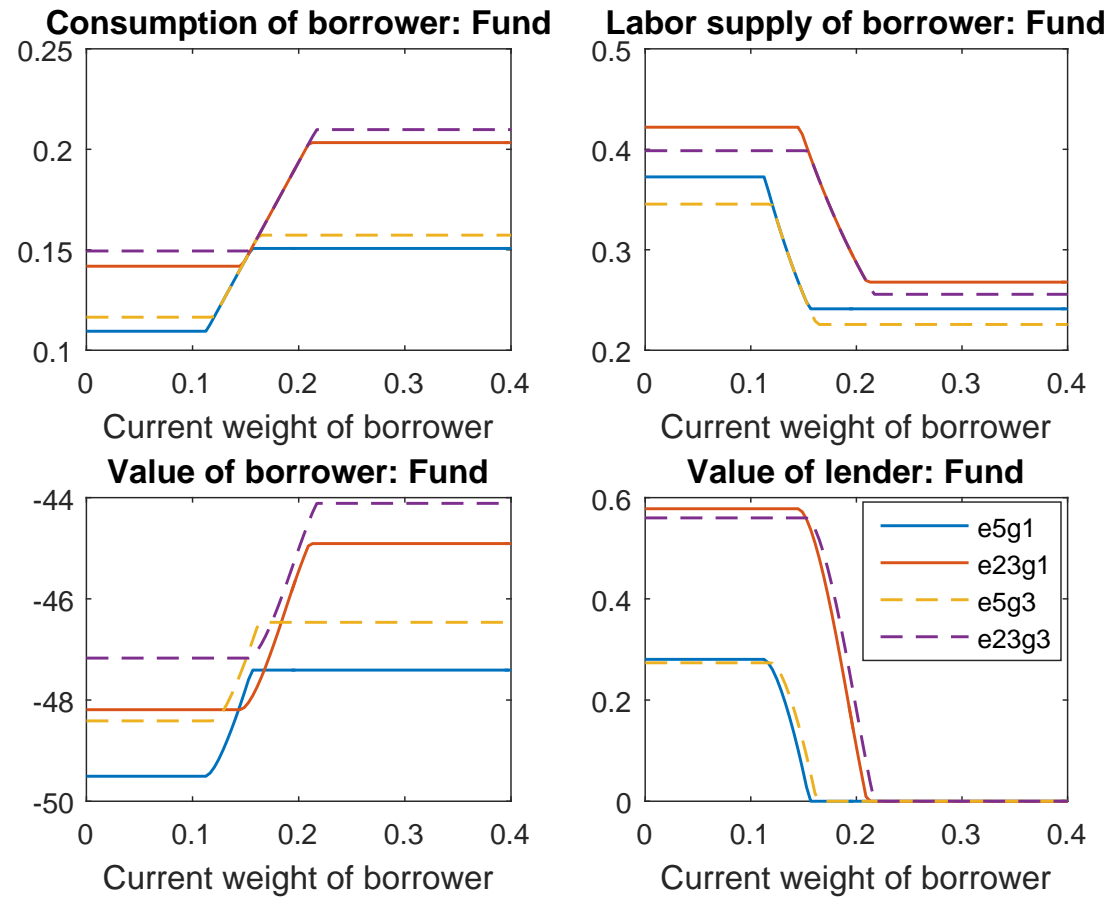 Consumption of borrower: Fund
0.25
0.2
0.15
0.1
0 0.1 0.2 0.3 0.4
Current weight of borrower
Labor supply of borrower: Fund
0.5
0.4
0.3
0.2
0 0.1 0.2 0.3 0.4
Current weight of borrower
Value of borrower: Fund
-44
-46
-48
-50
0 0.1 0.2 0.3 0.4
Current weight of borrower
Value of lender: Fund
0.6
0.4
0.2
0
e5g1
e23g1
e5g3
e23g3
0 0.1 0.2 0.3 0.4
Current weight of borrower